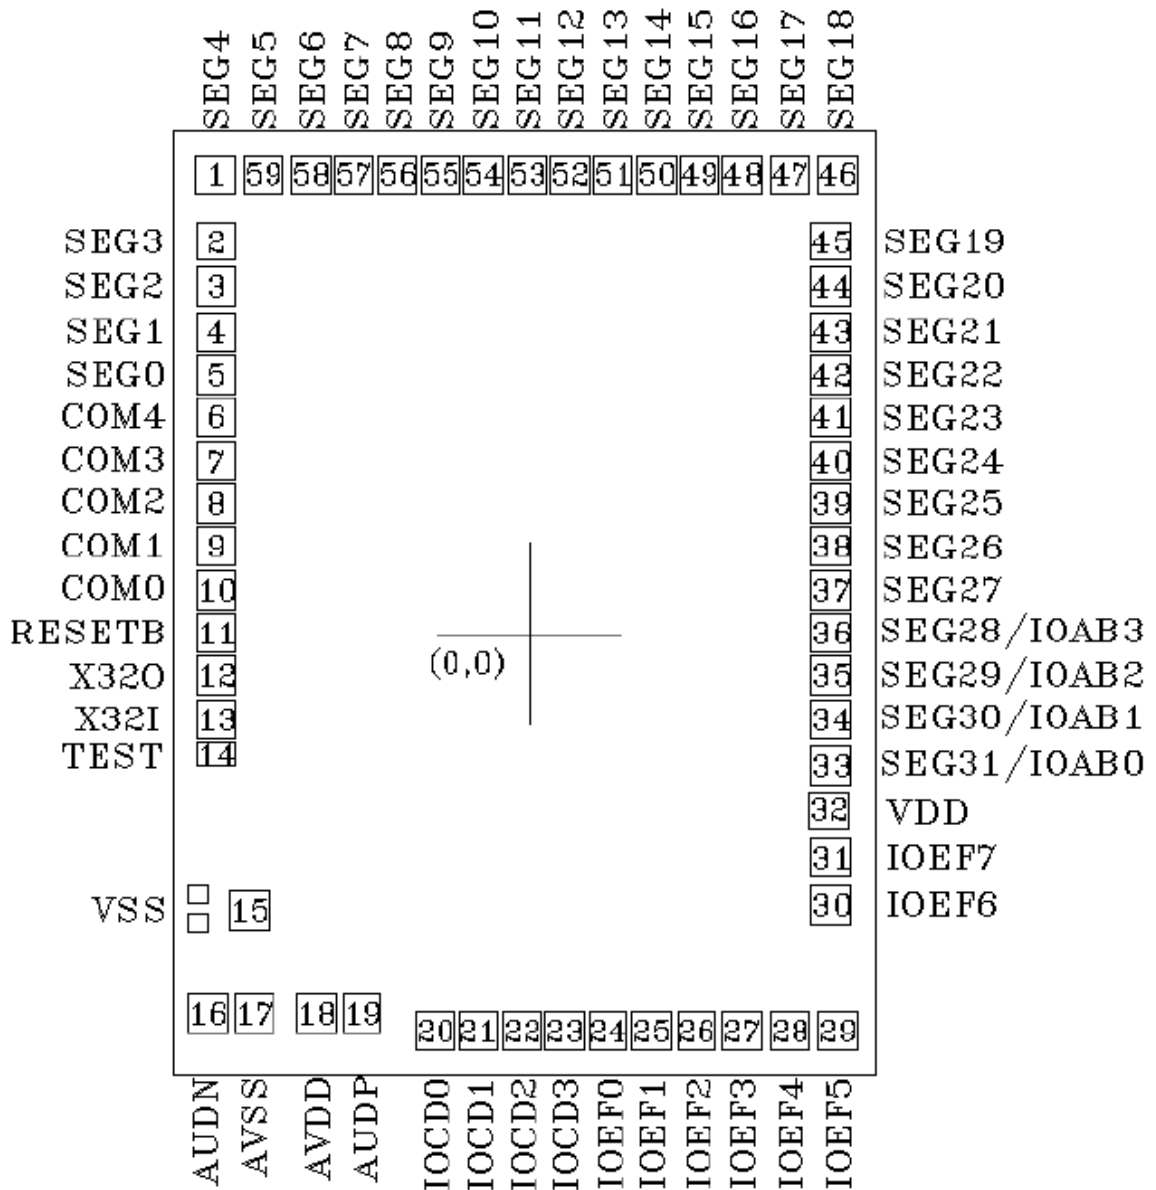 SEG4 SEG5 SEG6 SEG7 SEG8 SEG9 SEG10 SEG11 SEG12 SEG13 SEG14 SEG15 SEG16 SEG17 SEG18
1 59 58 57 56 55 54 53 52 51 50 49 48 47 46
SEG3 2 45 SEG19
SEG2 3 44 SEG20
SEG1 4 43 SEG21
SEG0 5 42 SEG22
COM4 6 41 SEG23
COM3 7 40 SEG24
COM2 8 39 SEG25
COM1 9 38 SEG26
COM0 10 37 SEG27
RESETB 11 36 SEG28/IOAB3
(0,0)
X32O 12 35 SEG29/IOAB2
X32I 13 34 SEG30/IOAB1
TEST 14 33 SEG31/IOAB0
32 VDD
31 IOEF7
VSS 15 30 IOEF6
16 17 18 19 20 21 22 23 24 25 26 27 28 29
AUDN AVSS AVDD AUDP IOCD0 IOCD1 IOCD2 IOCD3 IOEF0 IOEF1 IOEF2 IOEF3 IOEF4 IOEF5